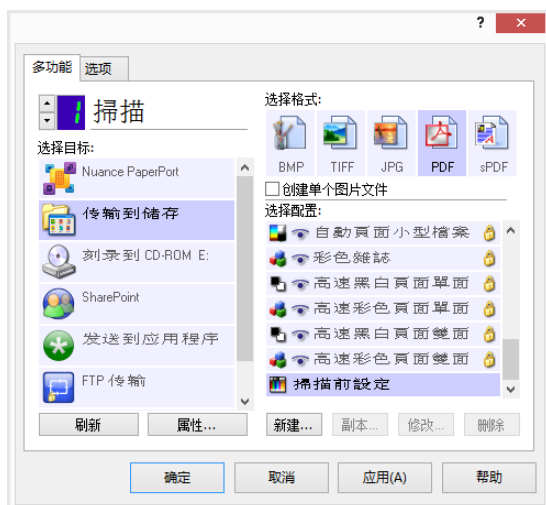 ?
×
多功能 选项
1 掃描
选择目标:
Nuance PaperPort
传输到储存
刻录到 CD-ROM E:
SharePoint
发送到应用程序
FTP 传输
刷新 属性...
选择格式:
BMP TIFF JPG PDF sPDF
创建单个图片文件
选择配置:
自動頁面小型檔案
彩色雜誌
高速黑白頁面單面
高速彩色頁面單面
高速黑白頁面雙面
高速彩色頁面雙面
掃描前設定
新建... 副本... 修改... 删除
确定 取消 应用(A) 帮助